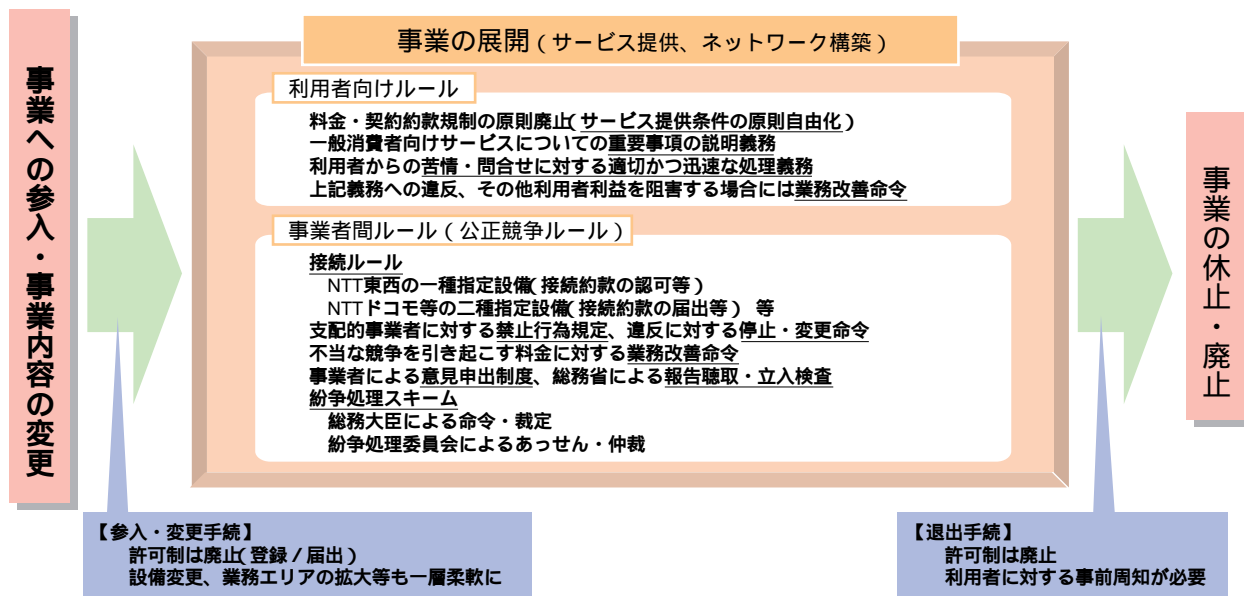 事業への参入・事業内容の変更
事業の展開（サービス提供、ネットワーク構築）
利用者向けルール
料金・契約約款規制の原則廃止（サービス提供条件の原則自由化）
一般消費者向けサービスについての重要事項の説明義務
利用者からの苦情・問合せに対する適切かつ迅速な処理義務
上記義務への違反、その他利用者利益を阻害する場合には業務改善命令
事業者間ルール（公正競争ルール）
接続ルール
NTT東西の一種指定設備（接続約款の認可等）
NTTドコモ等の二種指定設備（接続約款の届出等） 等
支配的事業者に対する禁止行為規定、違反に対する停止・変更命令
不当な競争を引き起こす料金に対する業務改善命令
事業者による意見申出制度、総務省による報告聴取・立入検査
紛争処理スキーム
総務大臣による命令・裁定
紛争処理委員会によるあっせん・仲裁
事業の休止・廃止
【参入・変更手続】
許可制は廃止（登録／届出）
設備変更、業務エリアの拡大等も一層柔軟に
【退出手続】
許可制は廃止
利用者に対する事前周知が必要